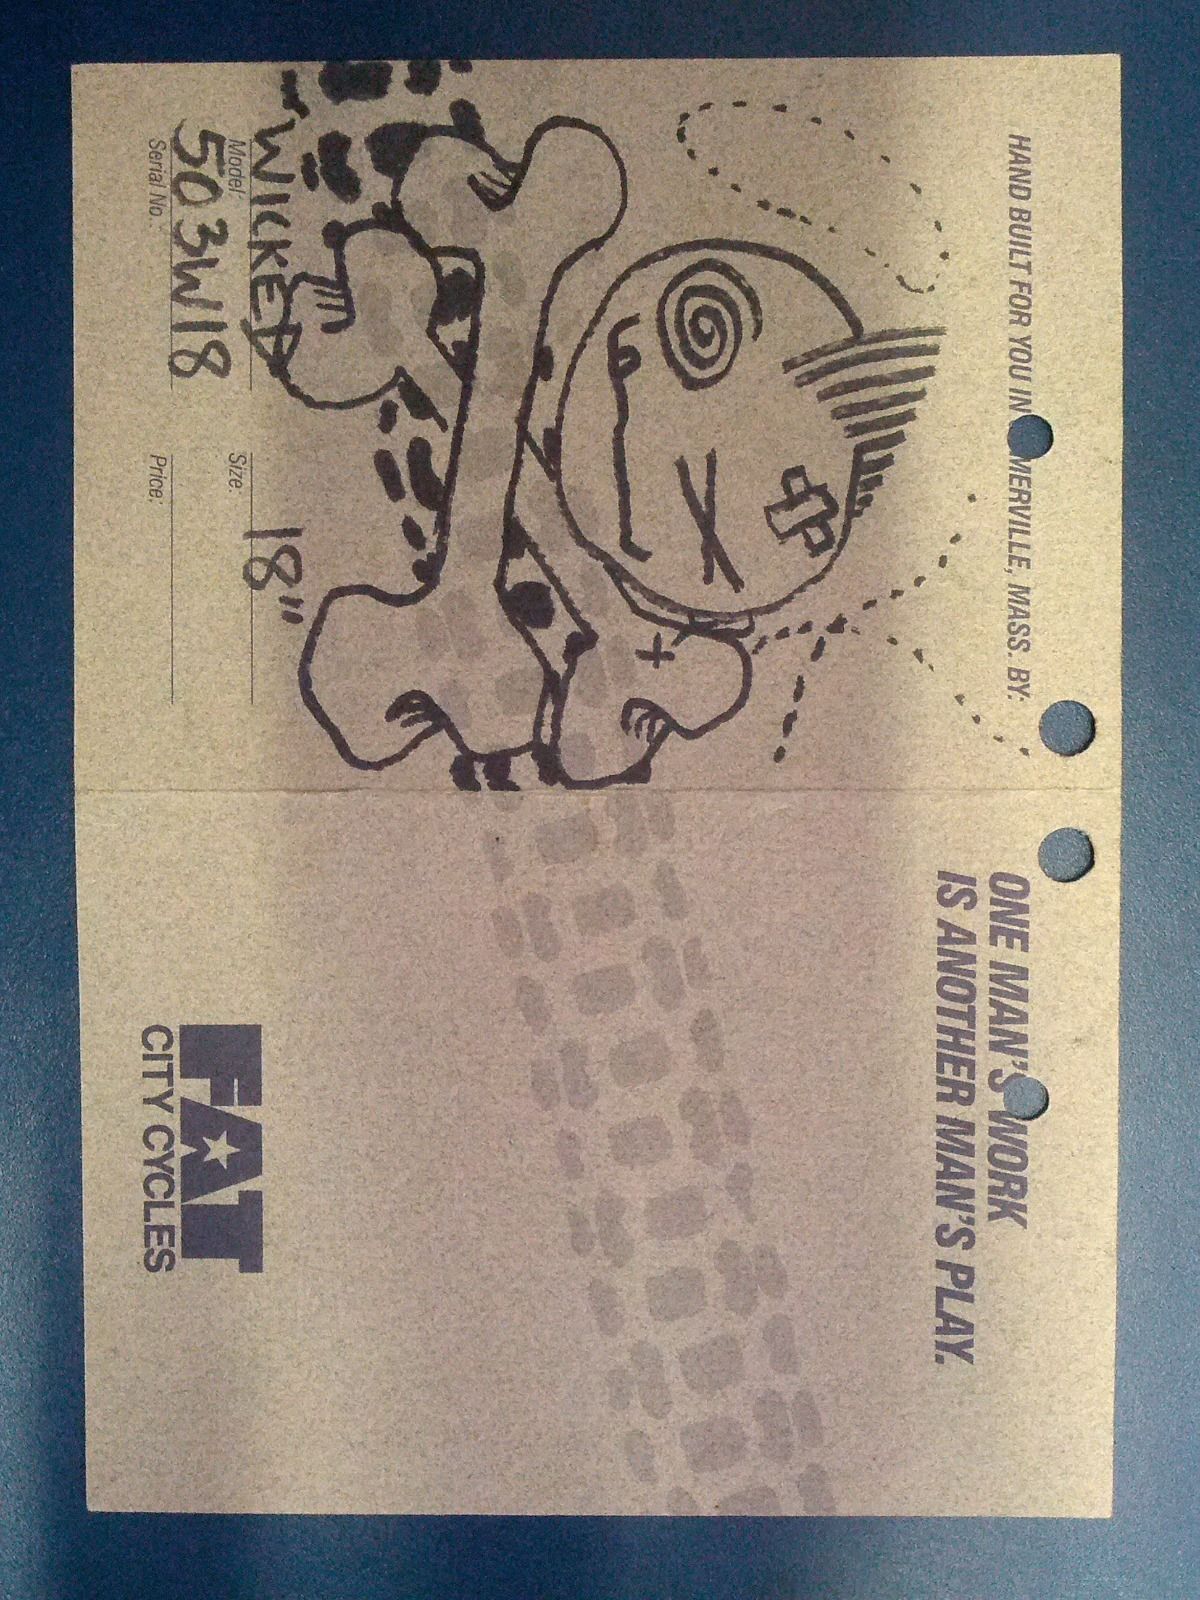 HAND BUILT FOR YOU IN MERVILLE, MASS. BY:
WICKED
Model:
18"
Size:
503W18
Serial No.
Price:
ONE MAN'S WORK
IS ANOTHER MAN'S PLAY.
FAT
CITY CYCLES